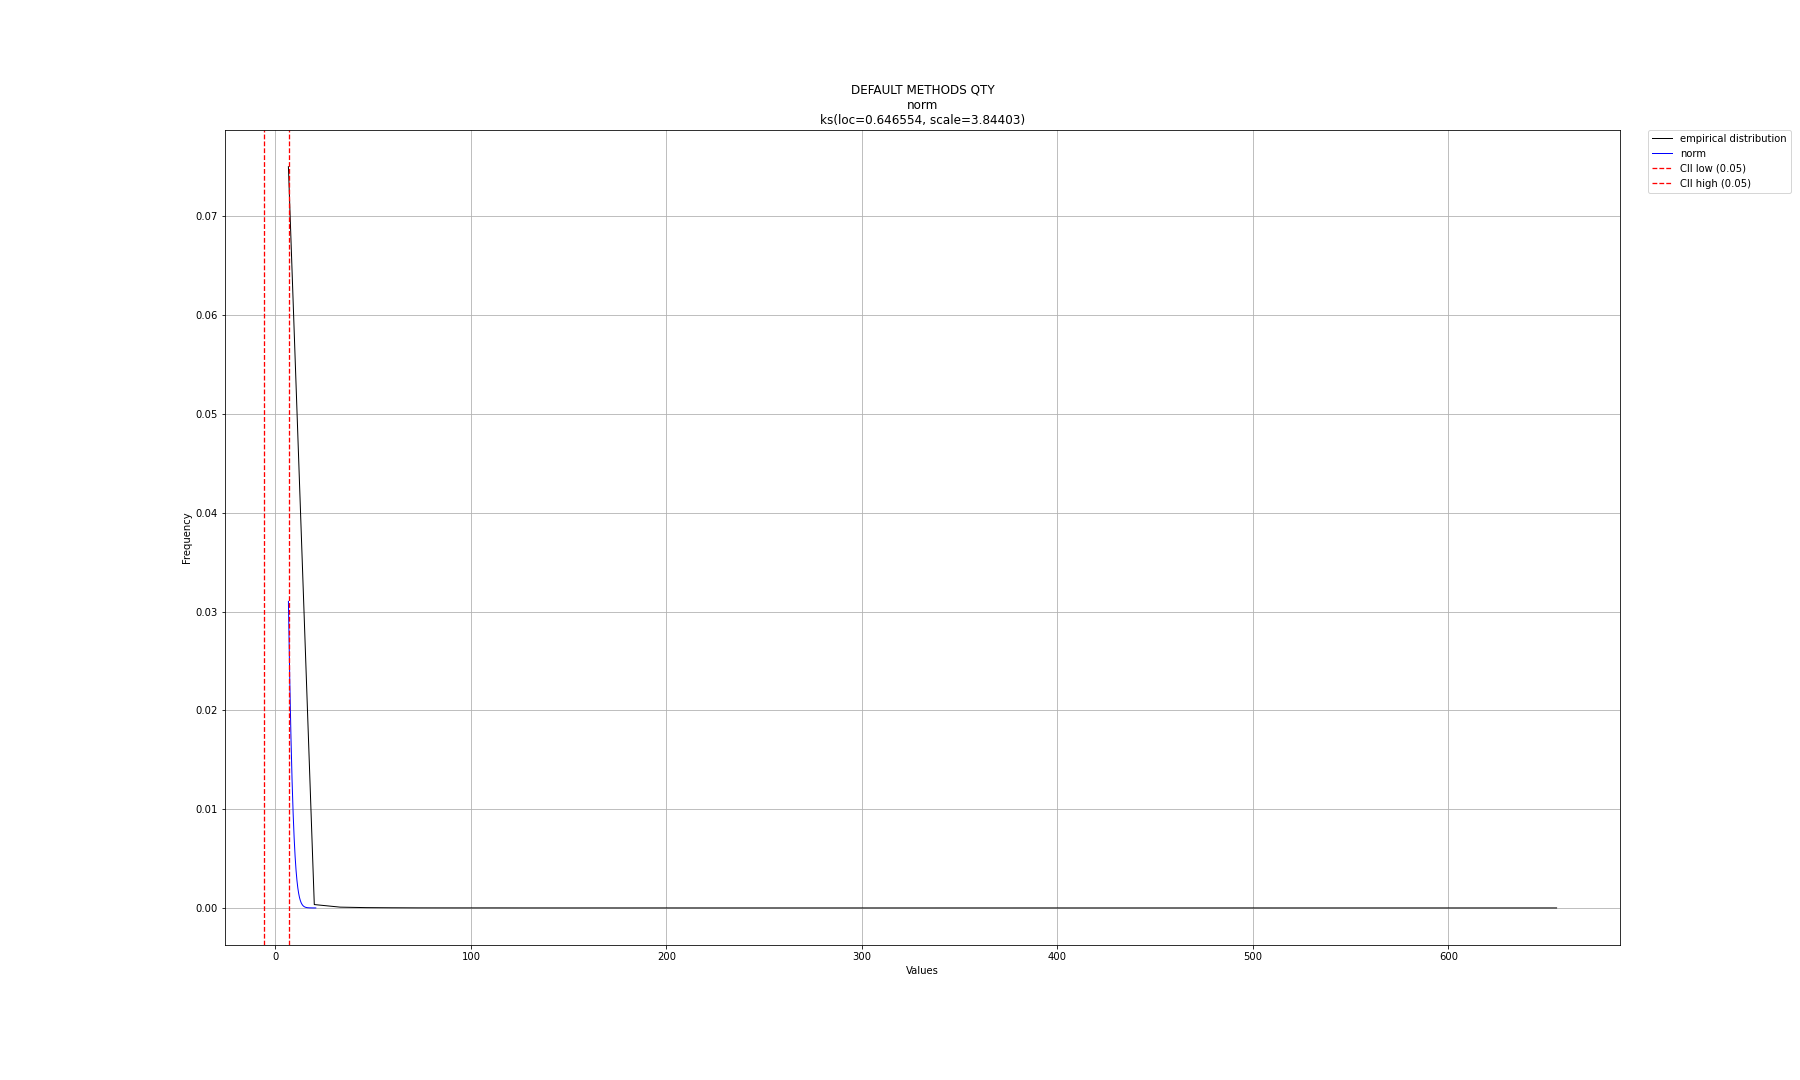 DEFAULT METHODS QTY
norm
ks(loc=0.646554, scale=3.84403)
empirical distribution
norm
CII low (0.05)
CII high (0.05)
0.07
0.06
0.05
0.04
0.03
0.02
0.01
0.00
Frequency
0 100 200 300 400 500 600
Values